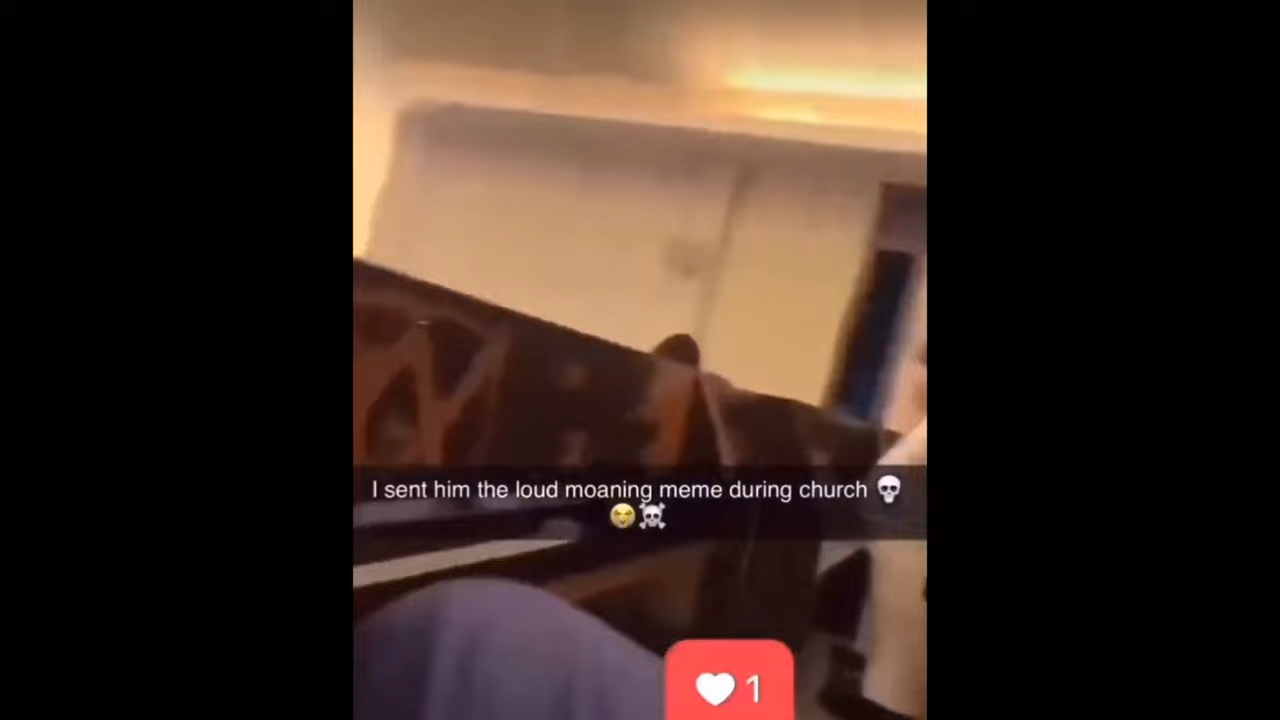 I sent him the loud moaning meme during church 💀
😭☠️
1